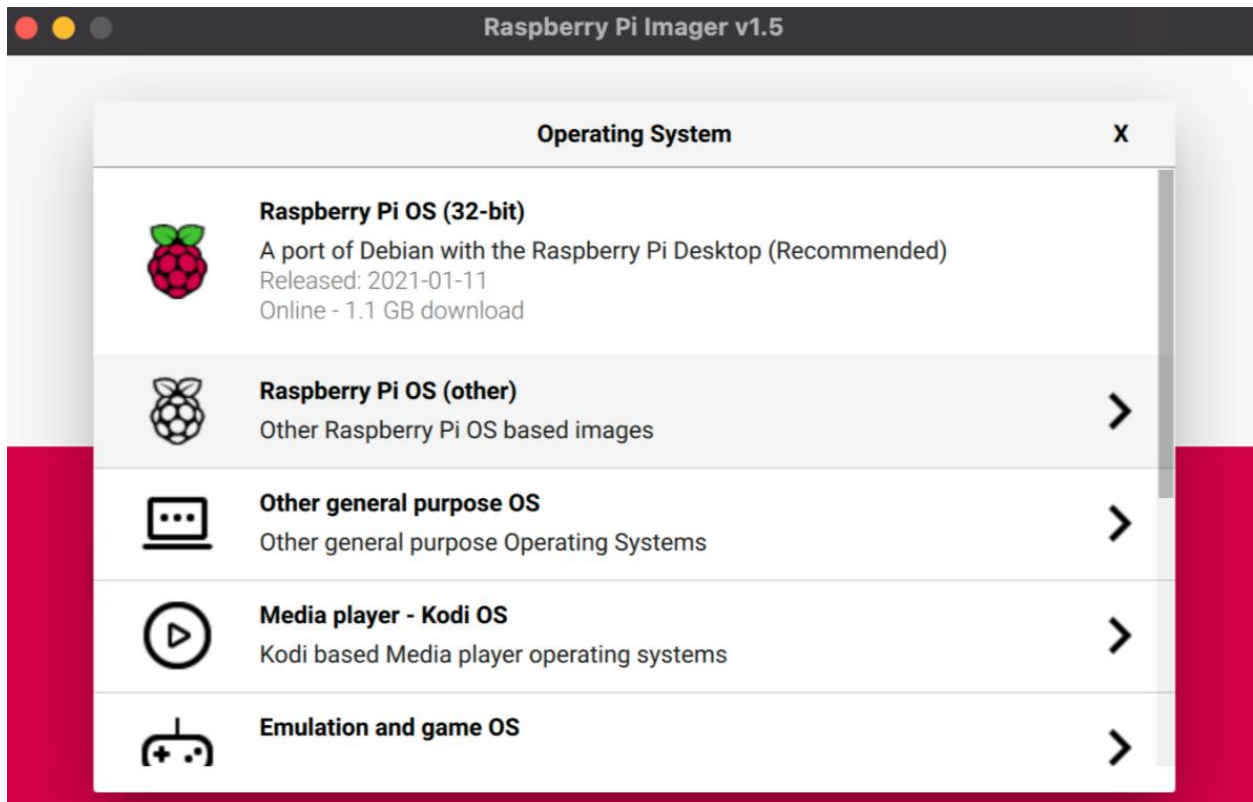 Raspberry Pi Imager v1.5
Operating System X
Raspberry Pi OS (32-bit)
A port of Debian with the Raspberry Pi Desktop (Recommended)
Released: 2021-01-11
Online - 1.1 GB download
Raspberry Pi OS (other)
Other Raspberry Pi OS based images
Other general purpose OS
Other general purpose Operating Systems
Media player - Kodi OS
Kodi based Media player operating systems
Emulation and game OS